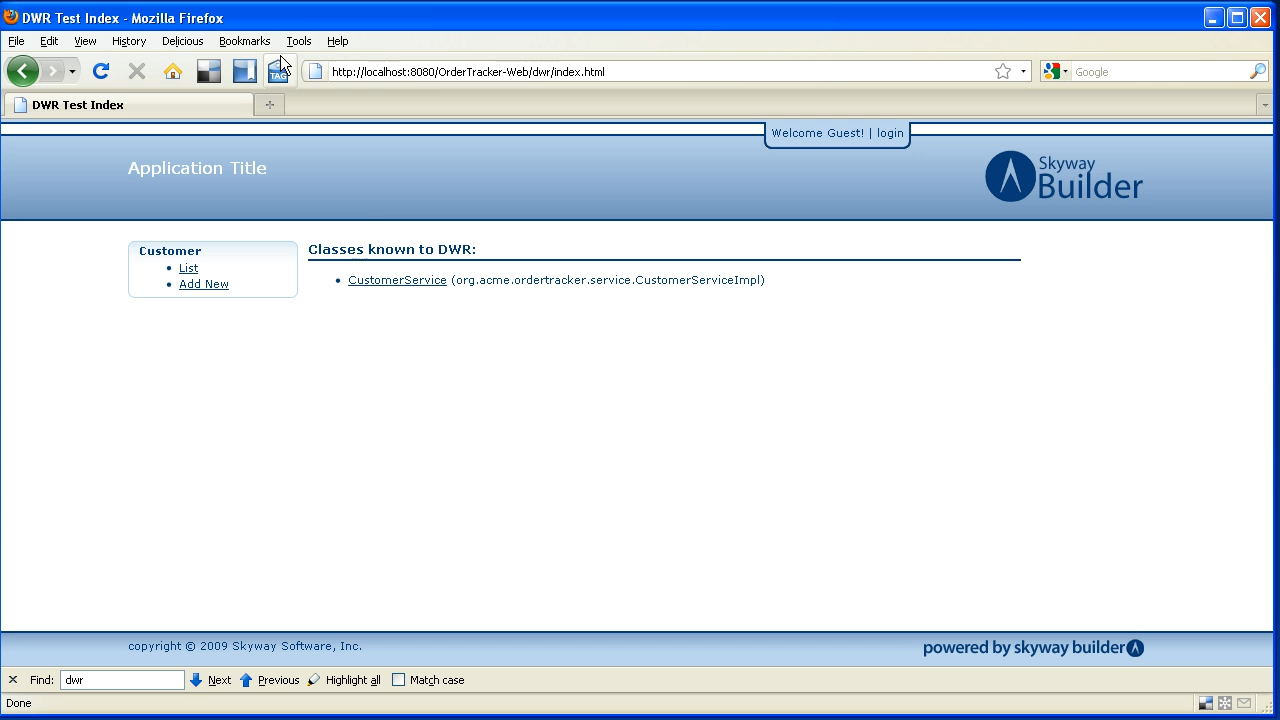 DWR Test Index - Mozilla Firefox
File Edit View History Delicious Bookmarks Tools Help
TAG http://localhost:8080/OrderTracker-Web/dwr/index.html Google
DWR Test Index
Welcome Guest! | login
Application Title
Skyway
Builder
Customer
• List
• Add New
Classes known to DWR:
• CustomerService (org.acme.ordertracker.service.CustomerServiceImpl)
copyright © 2009 Skyway Software, Inc.
powered by skyway builder
Find: dwr Next Previous Highlight all Match case
Done